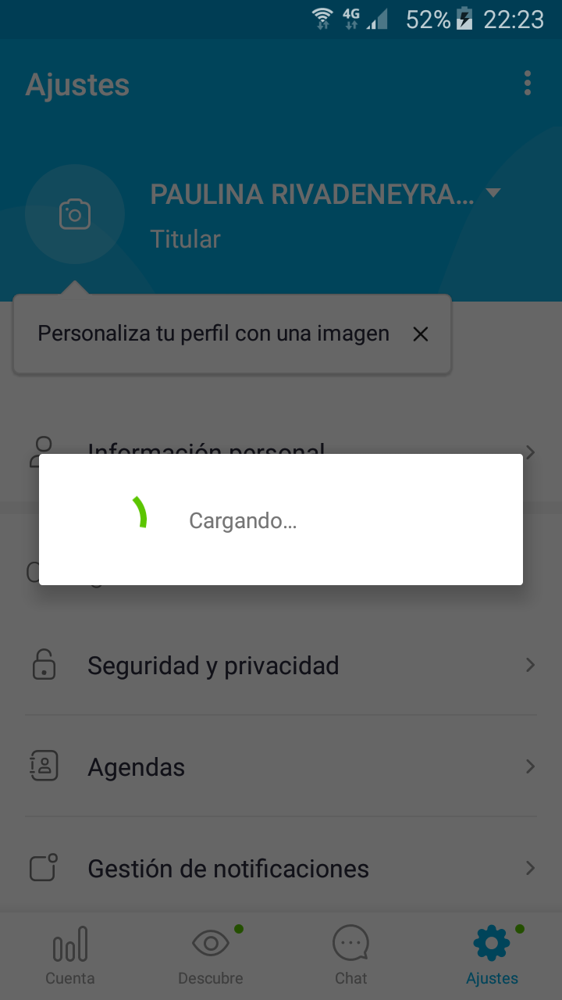 4G 52% 22:23
Ajustes
PAULINA RIVADENEYRA...
Titular
Personaliza tu perfil con una imagen
Información personal
Cargando...
Seguridad y privacidad
Agendas
Gestión de notificaciones
Cuenta Descubre Chat Ajustes